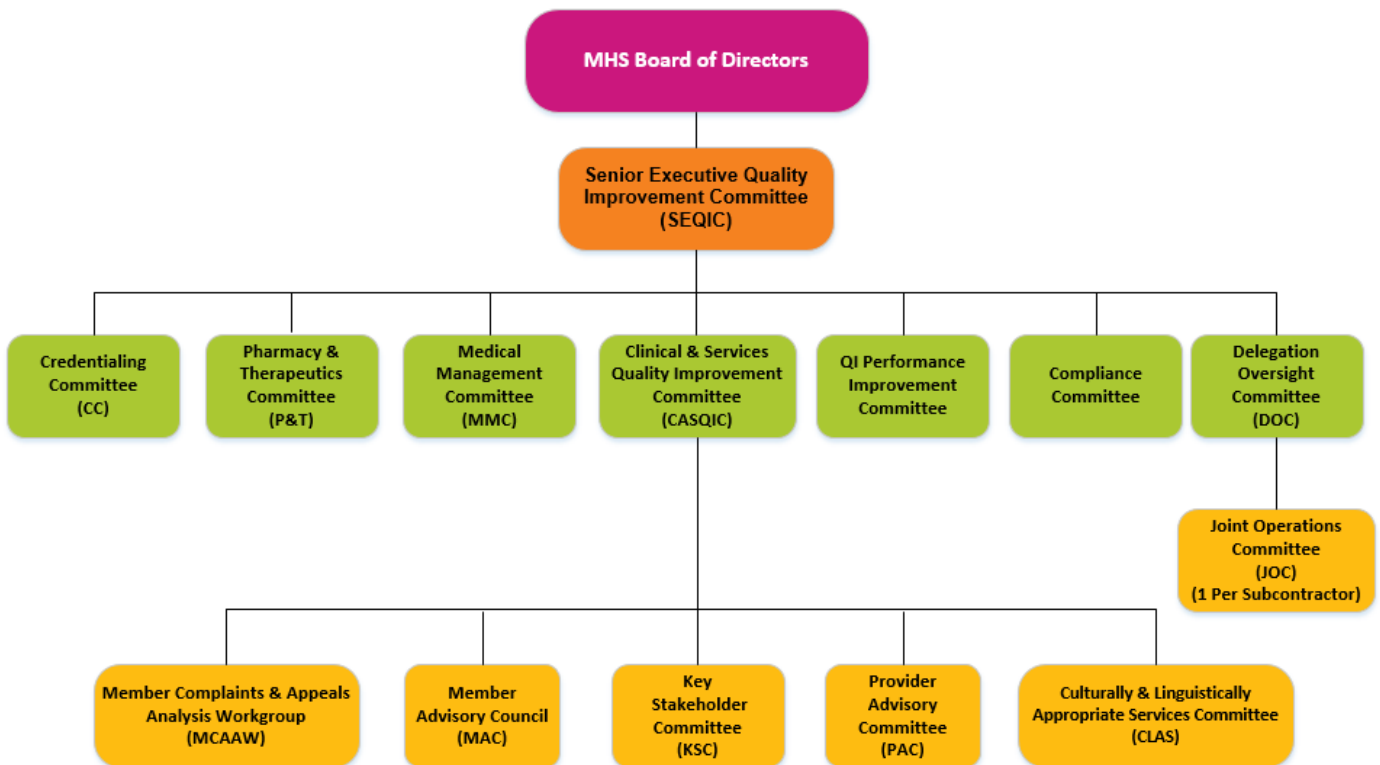 MHS Board of Directors
Senior Executive Quality
Improvement Committee
(SEQIC)
Credentialing
Committee
(CC)
Pharmacy &
Therapeutics
Committee
(P&T)
Medical
Management
Committee
(MMC)
Clinical & Services
Quality Improvement
Committee
(CASQIC)
QI Performance
Improvement
Committee
Compliance
Committee
Delegation
Oversight
Committee
(DOC)
Joint Operations
Committee
(JOC)
(1 Per Subcontractor)
Member Complaints & Appeals
Analysis Workgroup
(MCAAW)
Member
Advisory Council
(MAC)
Key
Stakeholder
Committee
(KSC)
Provider
Advisory
Committee
(PAC)
Culturally & Linguistically
Appropriate Services Committee
(CLAS)